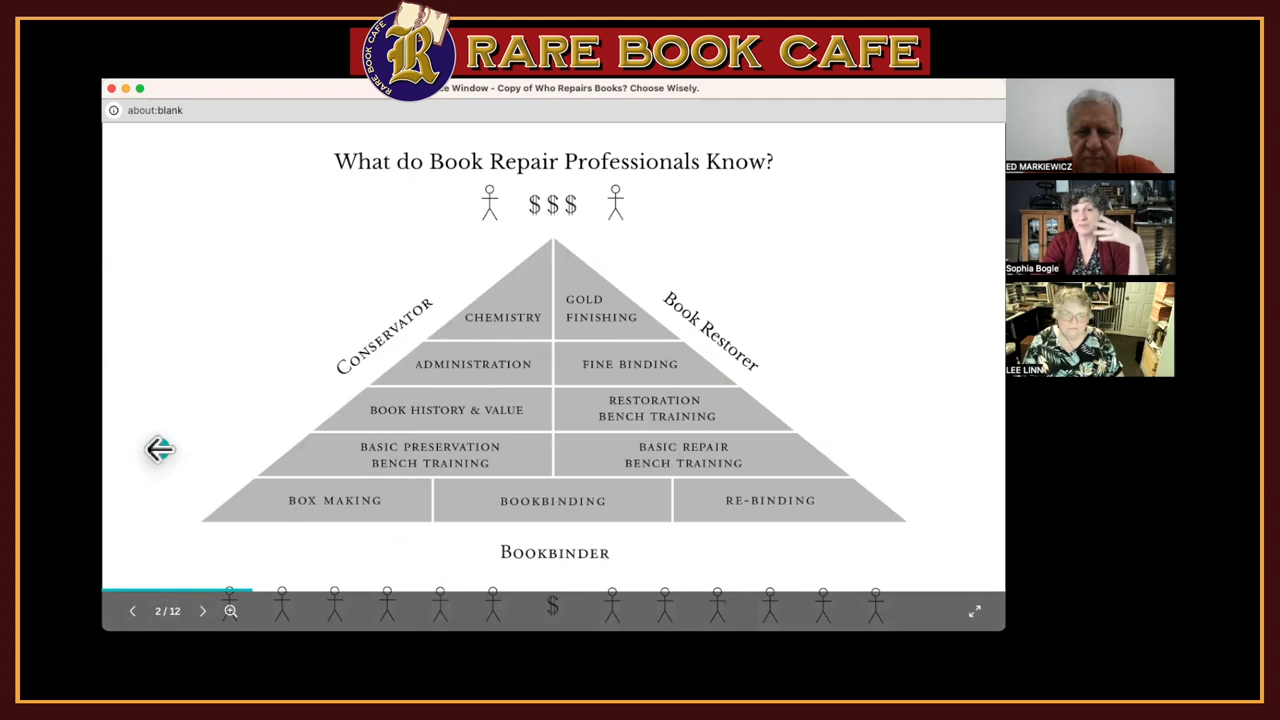 RARE BOOK CAFE
RARE BOOK CAFE
R
ce Window - Copy of Who Repairs Books? Choose Wisely.
about:blank
What do Book Repair Professionals Know?
$ $ $
CONSERVATOR
Book Restorer
CHEMISTRY
GOLD
FINISHING
ADMINISTRATION
FINE BINDING
BOOK HISTORY & VALUE
RESTORATION
BENCH TRAINING
BASIC PRESERVATION
BENCH TRAINING
BASIC REPAIR
BENCH TRAINING
BOX MAKING
BOOKBINDING
RE-BINDING
BOOKBINDER
$
2 / 12
ED MARKIEWICZ
Sophia Bogle
LEE LINN